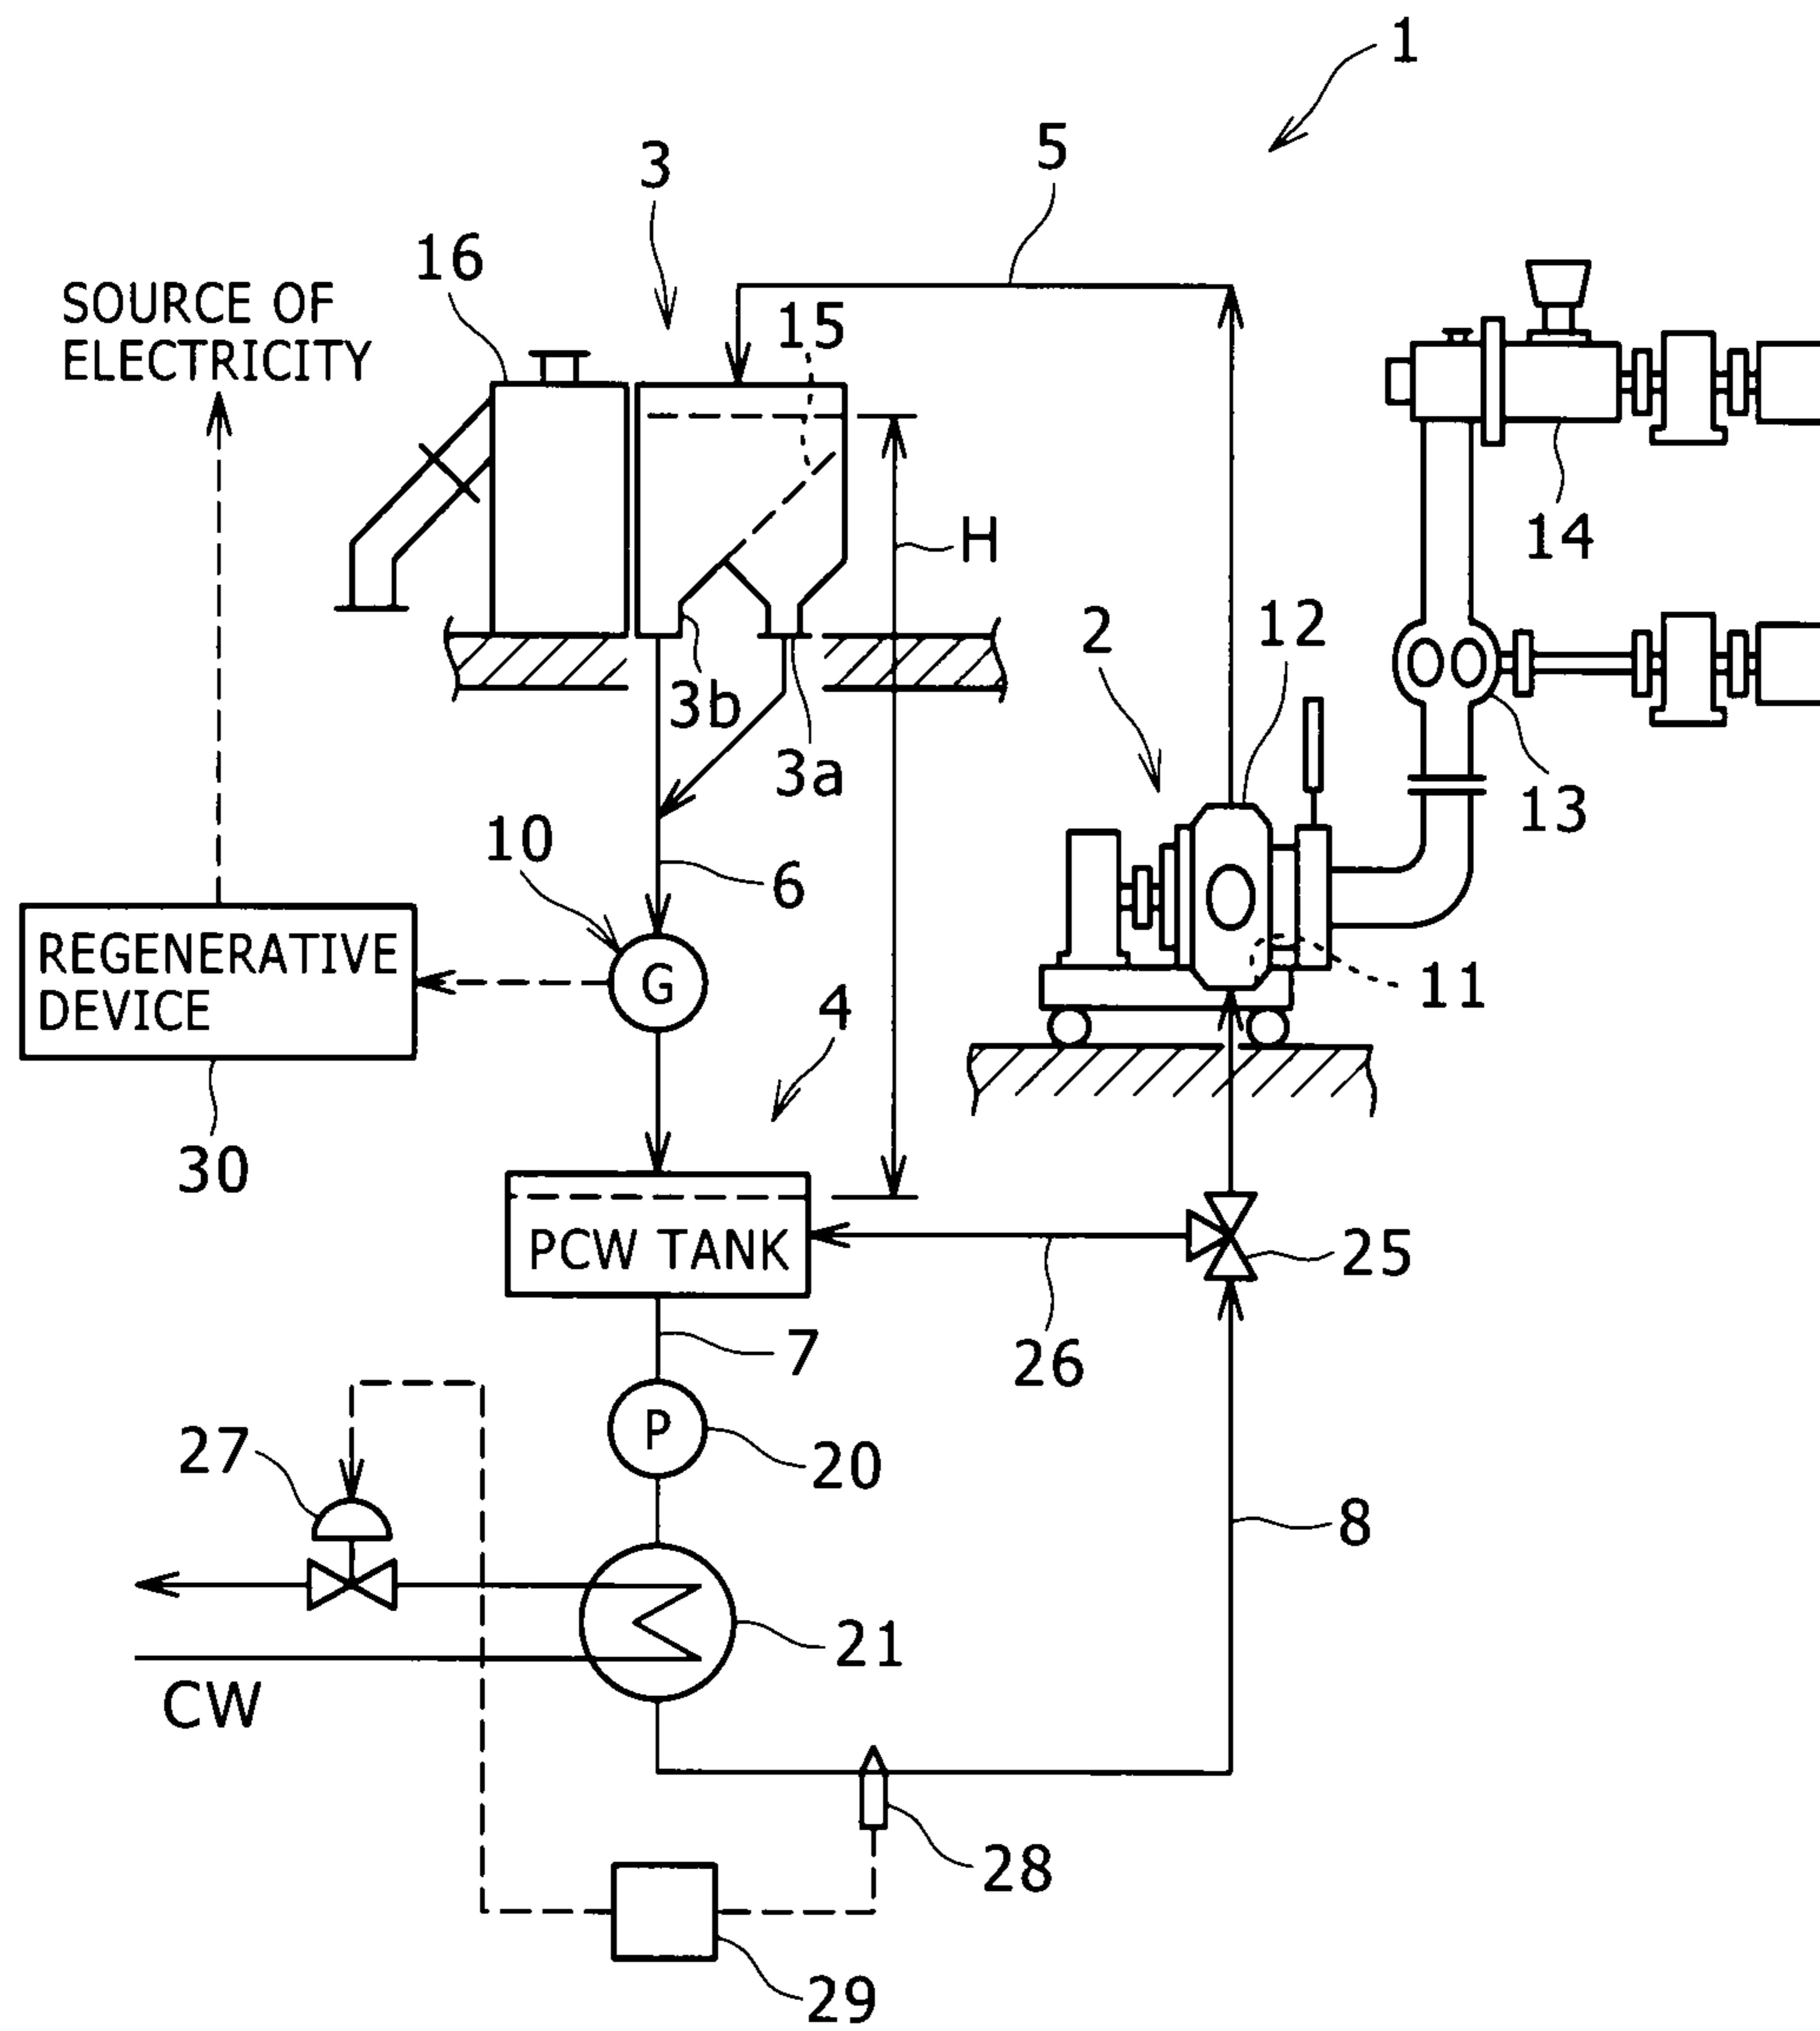 1
5
3
16
SOURCE OF
ELECTRICITY
15
H
14
2
12
3b
3a
13
10
6
REGENERATIVE
DEVICE
G
11
4
30
PCW TANK
25
7
26
27
P
20
8
21
CW
28
29